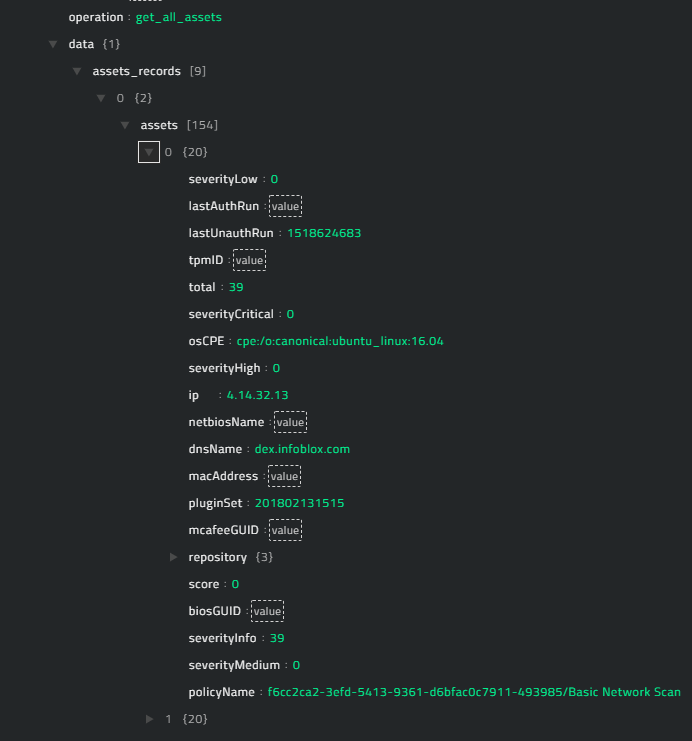 operation : get_all_assets
data {1}
assets_records [9]
0 {2}
assets [154]
0 {20}
severityLow : 0
lastAuthRun : value
lastUnauthRun : 1518624683
tpmID : value
total : 39
severityCritical : 0
osCPE : cpe:/o:canonical:ubuntu_linux:16.04
severityHigh : 0
ip : 4.14.32.13
netbiosName : value
dnsName : dex.infoblox.com
macAddress : value
pluginSet : 201802131515
mcafeeGUID : value
repository {3}
score : 0
biosGUID : value
severityInfo : 39
severityMedium : 0
policyName : f6cc2ca2-3efd-5413-9361-d6bfac0c7911-493985/Basic Network Scan
1 {20}